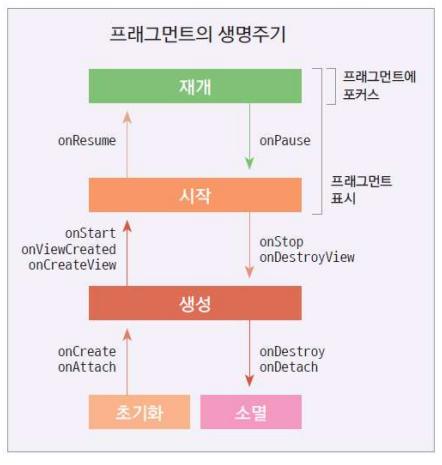 프래그먼트의 생명주기
재개
프래그먼트에
포커스
onResume
onPause
시작
프래그먼트
표시
onStart
onViewCreated
onCreateView
onStop
onDestroyView
생성
onCreate
onAttach
onDestroy
onDetach
초기화
소멸